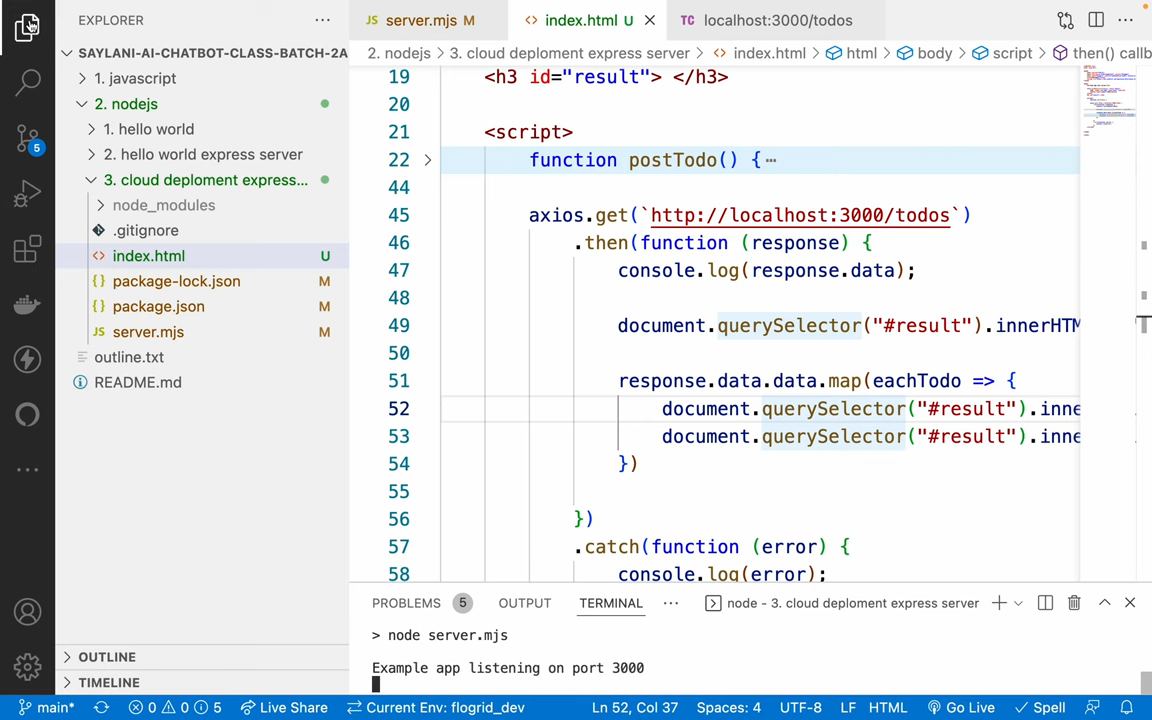 EXPLORER
SAYLANI-AI-CHATBOT-CLASS-BATCH-2A
1. javascript
2. nodejs
1. hello world
2. hello world express server
3. cloud deploment express...
node_modules
.gitignore
index.html U
package-lock.json M
package.json M
JS server.mjs M
outline.txt
README.md
OUTLINE
TIMELINE
JS server.mjs M
index.html U
TC localhost:3000/todos
2. nodejs > 3. cloud deploment express server > index.html > html > body > script > then() callb
19 <h3 id="result"> </h3>
20
21 <script>
22 function postTodo() {
44
45 axios.get(`http://localhost:3000/todos`)
46 .then(function (response) {
47 console.log(response.data);
48
49 document.querySelector("#result").innerHTM
50
51 response.data.data.map(eachTodo => {
52 document.querySelector("#result").inne
53 document.querySelector("#result").inne
54 })
55
56 })
57 .catch(function (error) {
58 console.log(error);
PROBLEMS 5 OUTPUT TERMINAL ... node - 3. cloud deploment express server
> node server.mjs
Example app listening on port 3000
5
main* 0 0 5 Live Share Current Env: flogrid_dev Ln 52, Col 37 Spaces: 4 UTF-8 LF HTML Go Live Spell